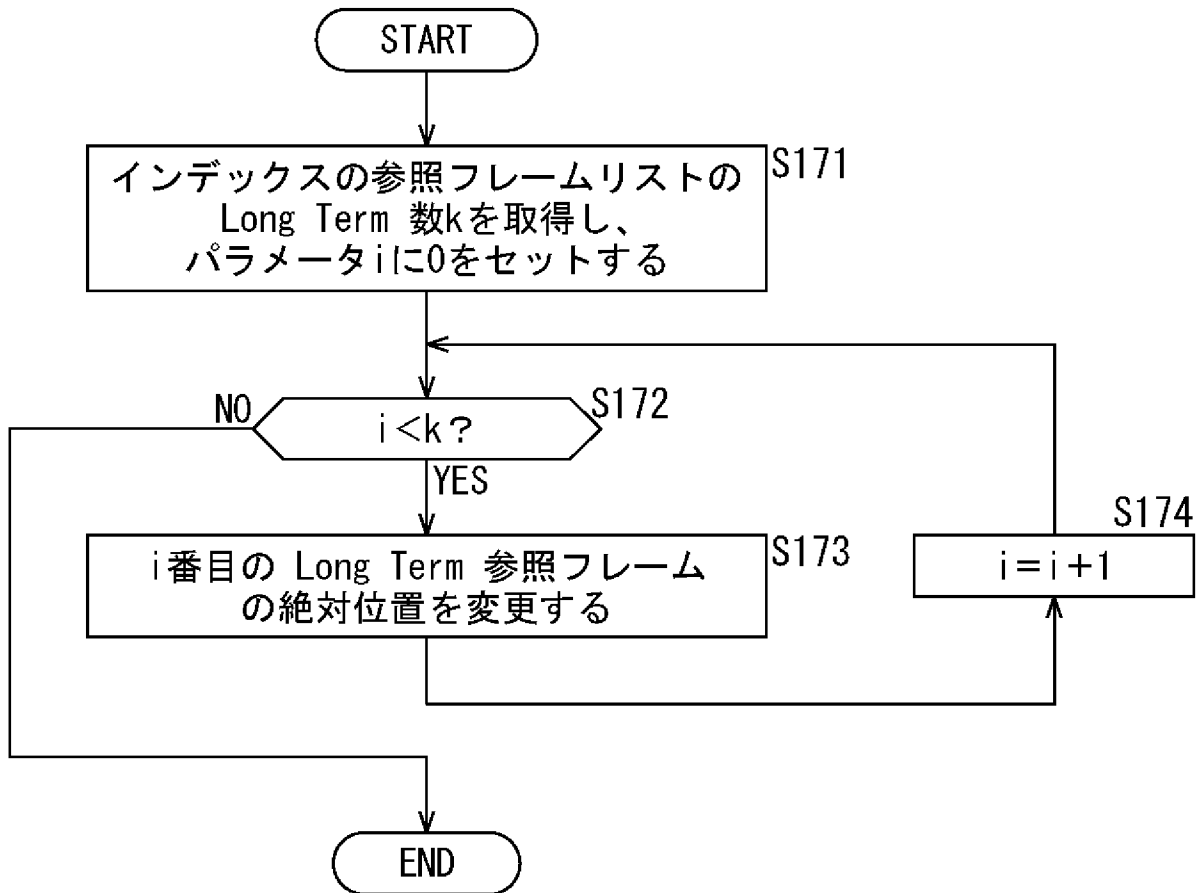 START
S171
インデックスの参照フレームリストの
Long Term 数kを取得し、
パラメータiに0をセットする
NO
S172
i<k?
YES
S174
i=i+1
S173
i番目の Long Term 参照フレーム
の絶対位置を変更する
END